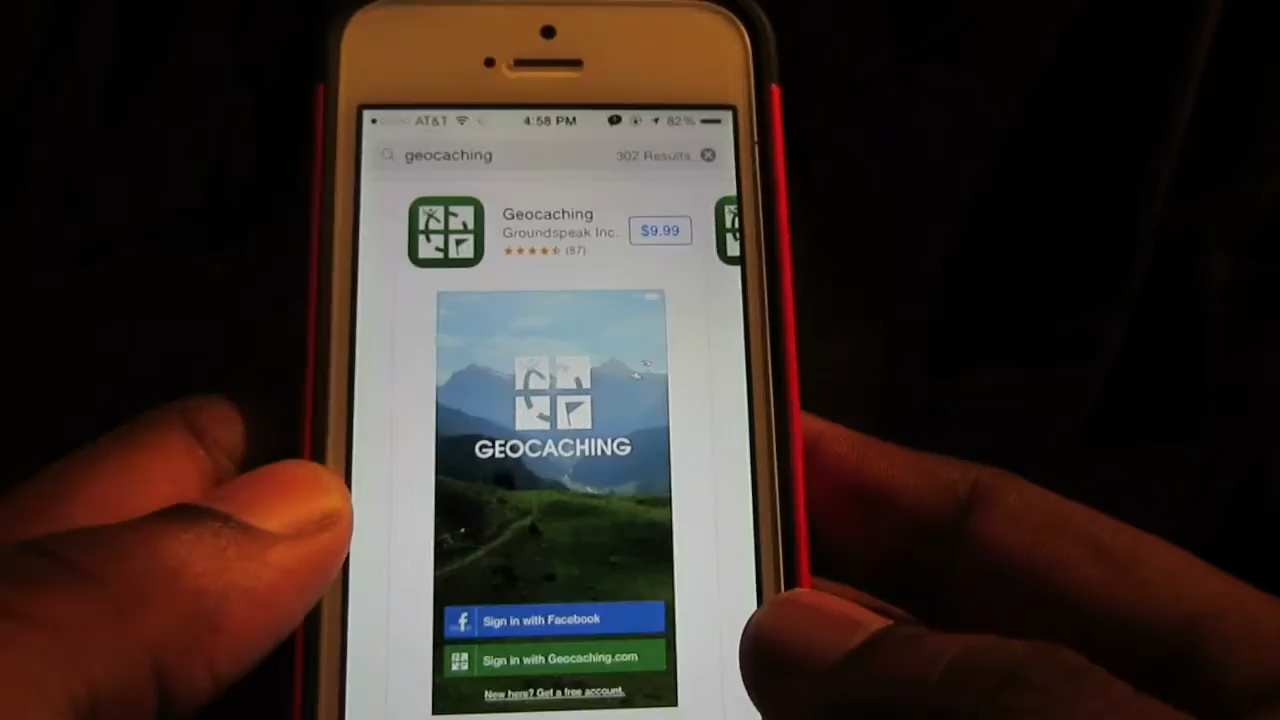 AT&T 4:58 PM 82%
geocaching 302 Results
Geocaching
Groundspeak Inc.
$9.99
(87)
GEOCACHING
Sign in with Facebook
Sign in with Geocaching.com
New here? Get a free account.